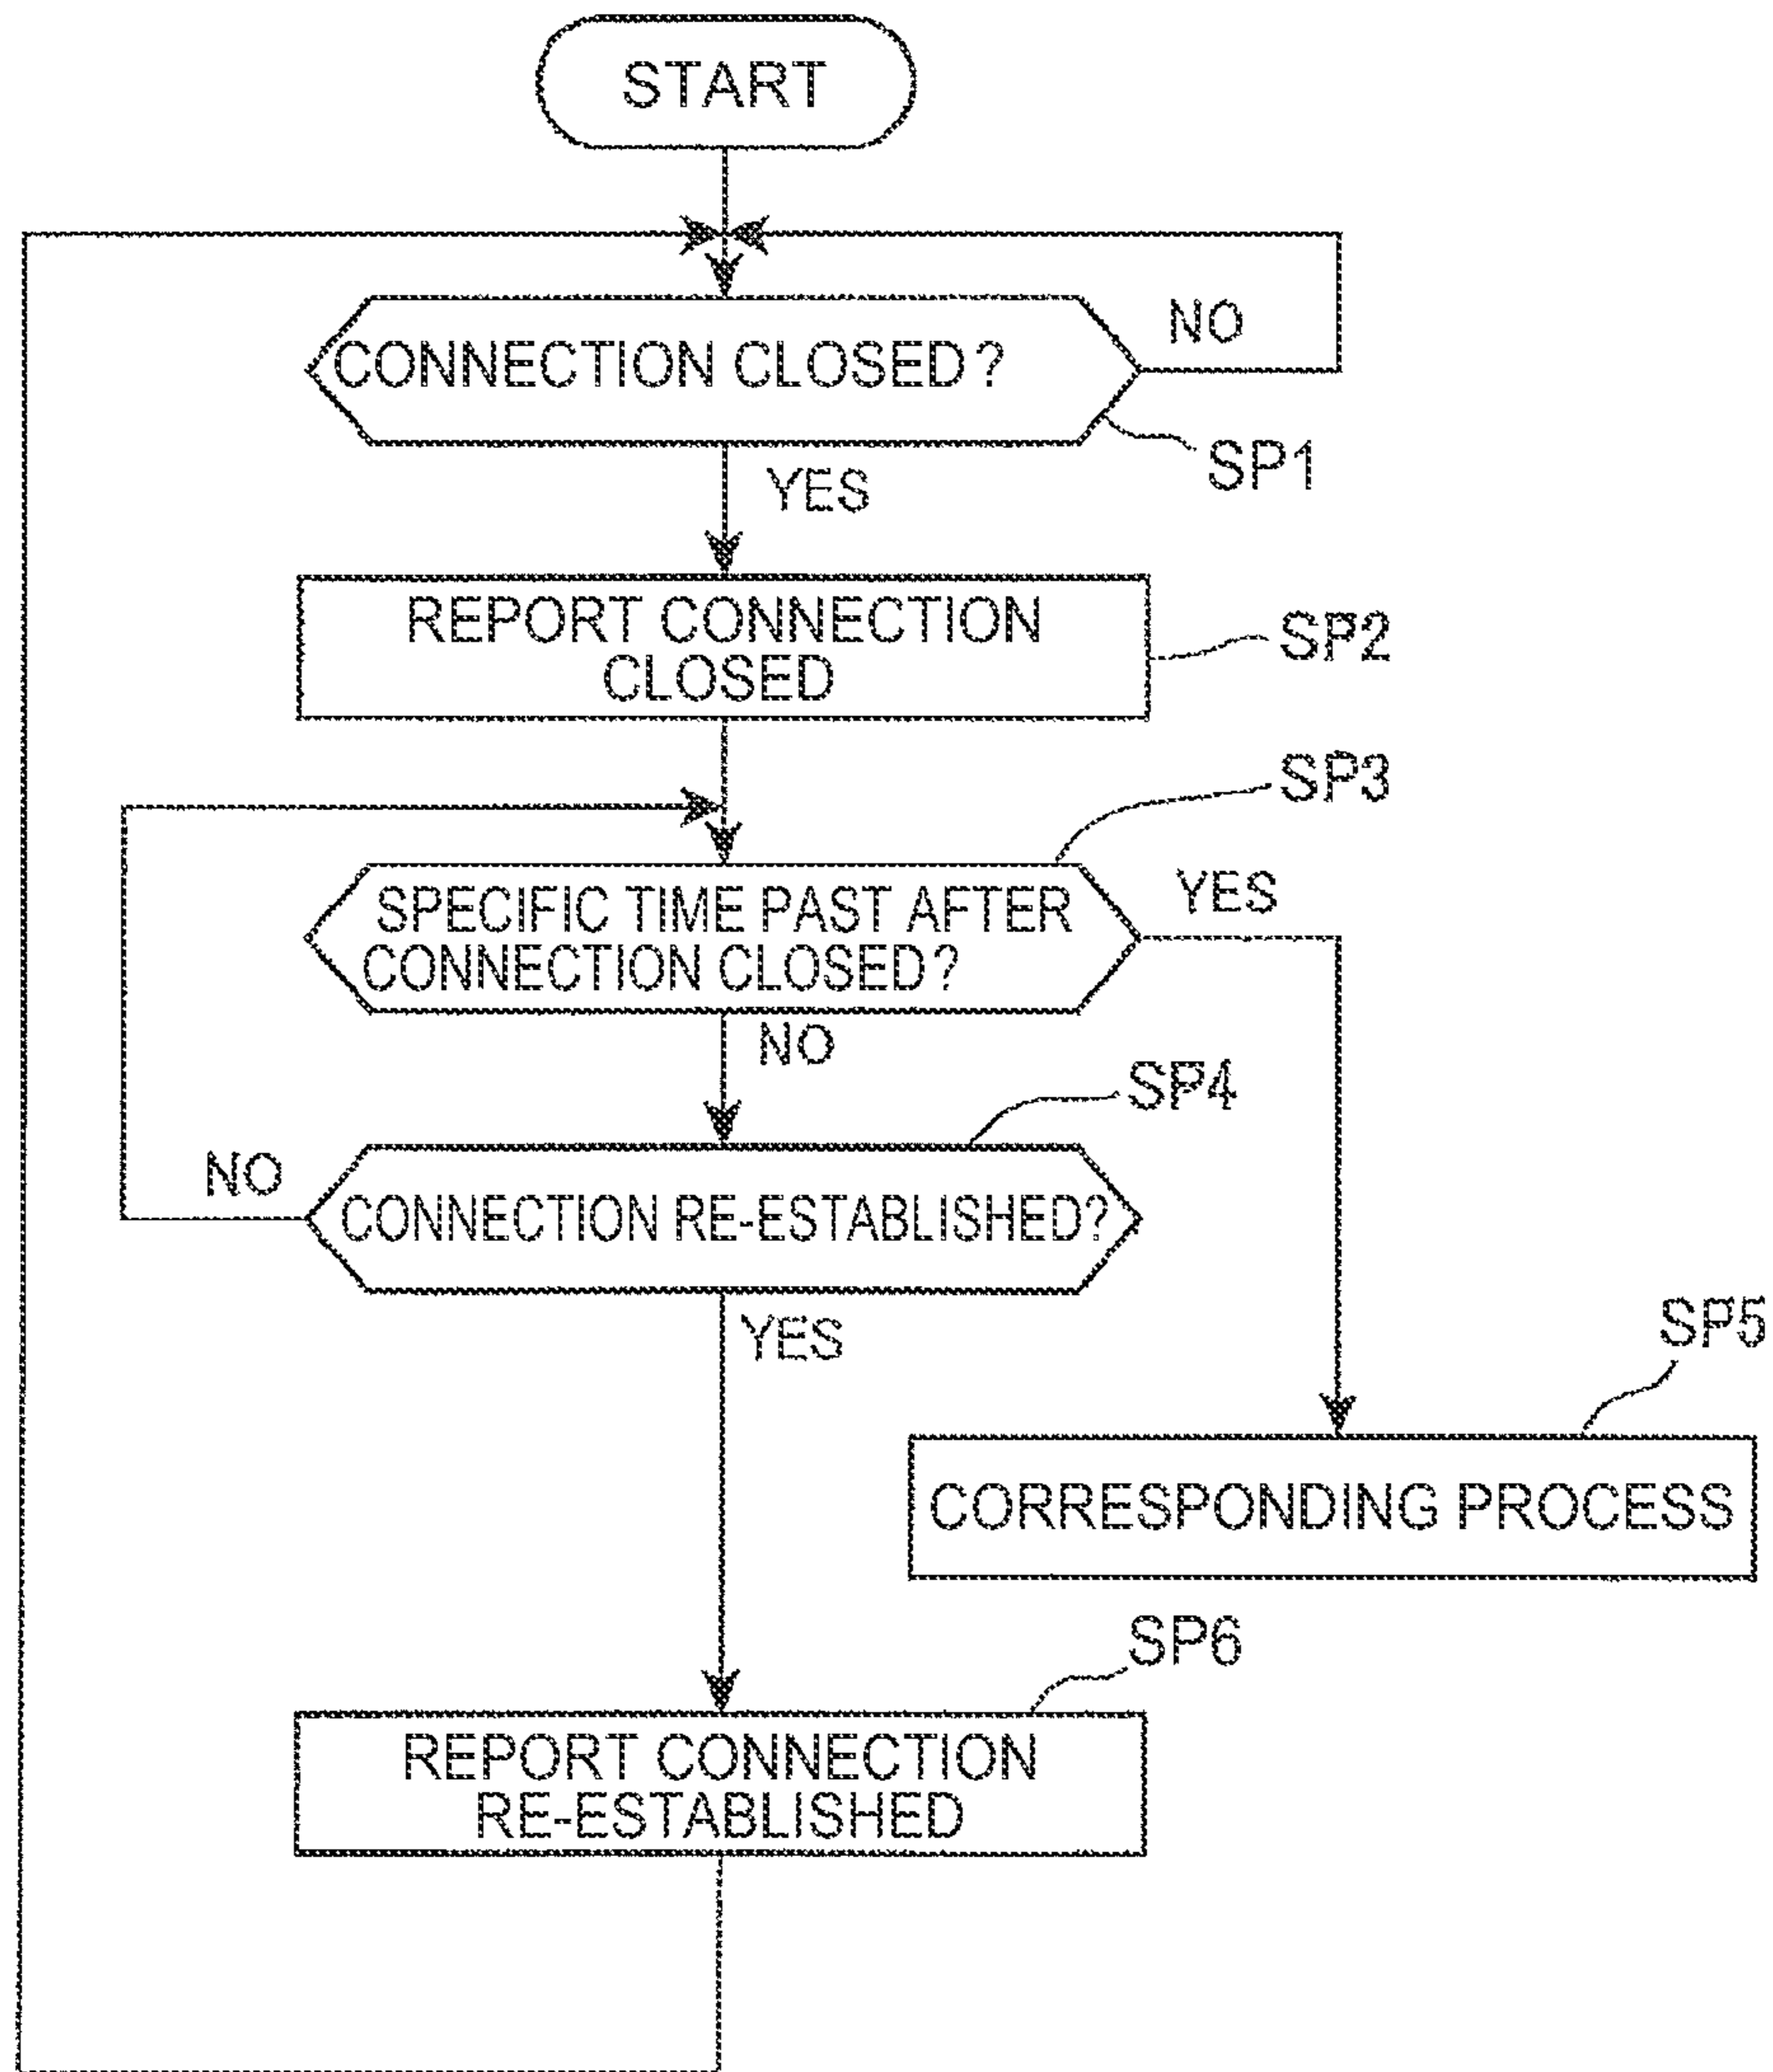 START
CONNECTION CLOSED?
NO
SP1
YES
REPORT CONNECTION
CLOSED
SP2
SP3
SPECIFIC TIME PAST AFTER
CONNECTION CLOSED?
YES
NO
SP4
CONNECTION RE-ESTABLISHED?
NO
YES
SP5
CORRESPONDING PROCESS
SP6
REPORT CONNECTION
RE-ESTABLISHED